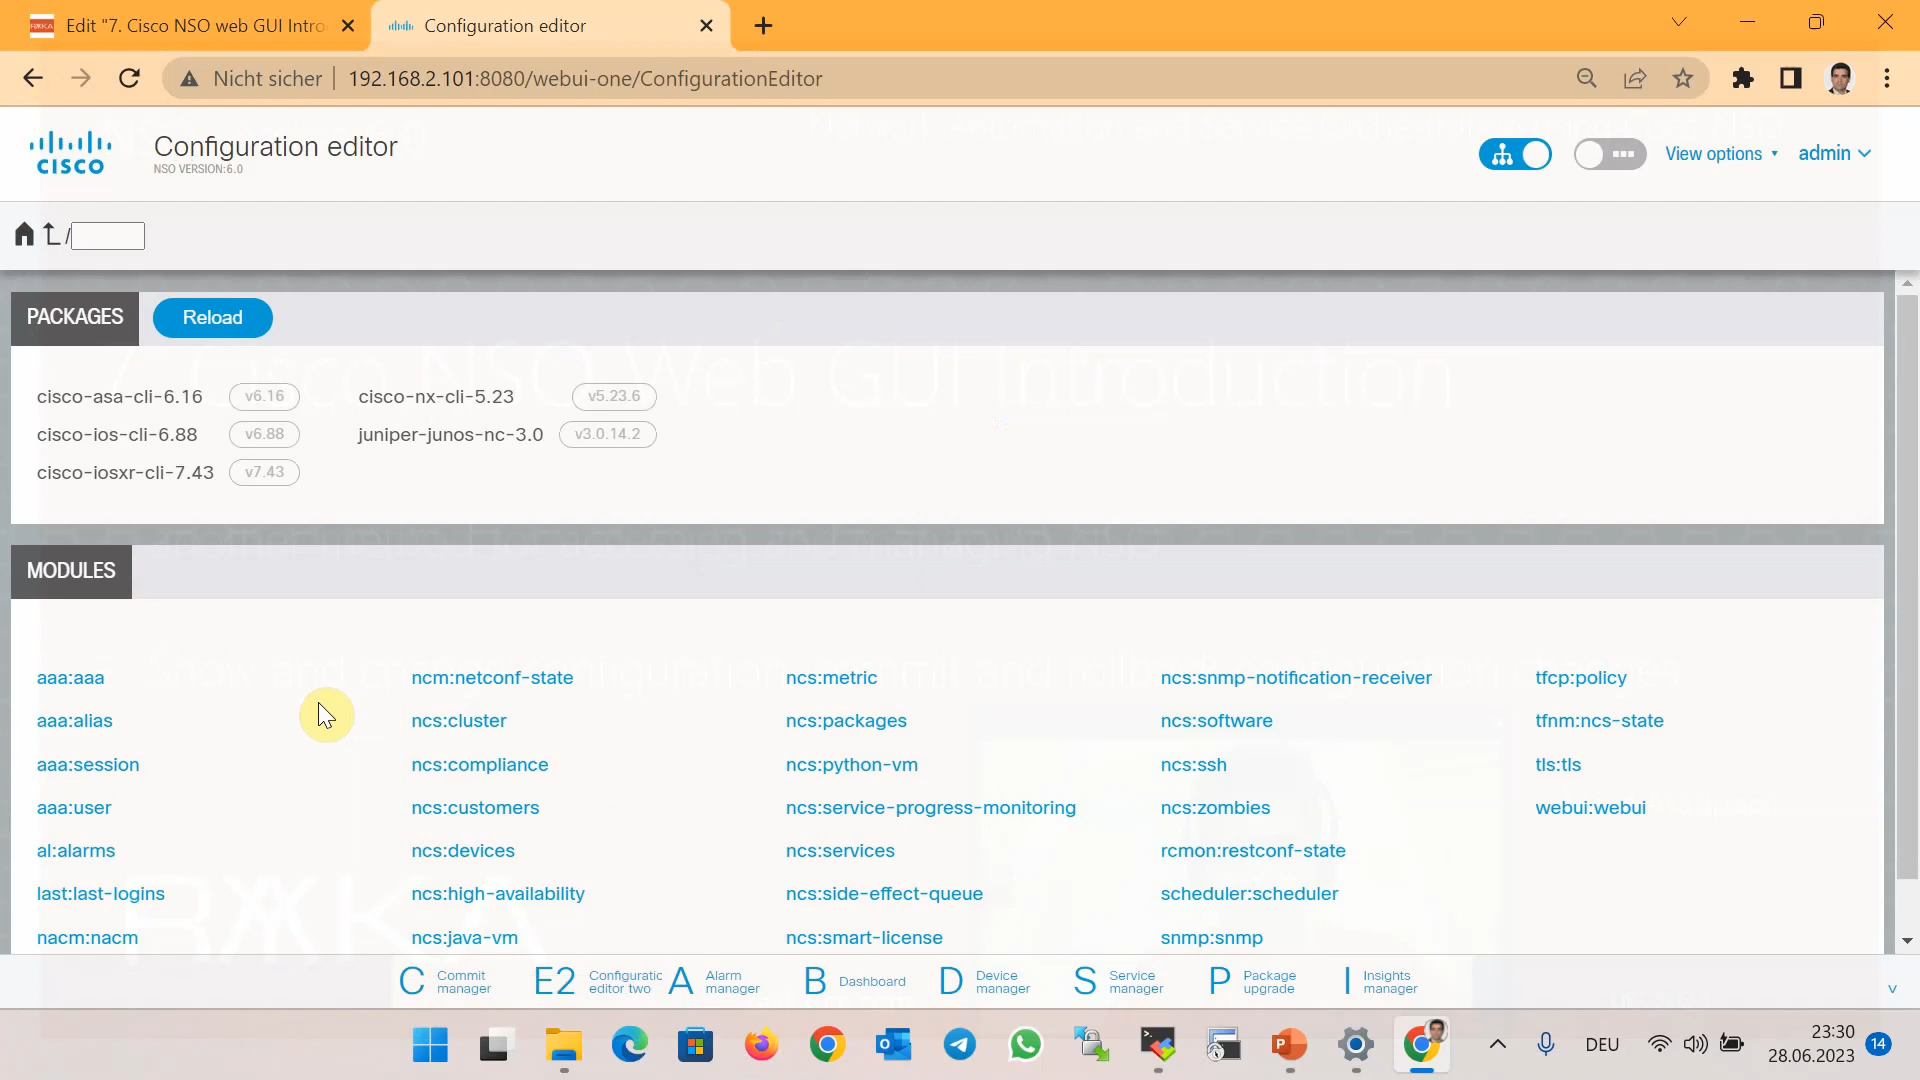 Edit "7. Cisco NSO web GUI Intro
Configuration editor
Nicht sicher
192.168.2.101:8080/webui-one/ConfigurationEditor
CISCO
Configuration editor
NSO VERSION:6.0
View options
admin
/
PACKAGES
Reload
7. Cisco NSO Web GUI Introduction
cisco-asa-cli-6.16 v6.16 cisco-nx-cli-5.23 v5.23.6
cisco-ios-cli-6.88 v6.88 juniper-junos-nc-3.0 v3.0.14.2
cisco-iosxr-cli-7.43 v7.43
MODULES
aaa:aaa ncm:netconf-state ncs:metric ncs:snmp-notification-receiver tfcp:policy
aaa:alias ncs:cluster ncs:packages ncs:software tfnm:ncs-state
aaa:session ncs:compliance ncs:python-vm ncs:ssh tls:tls
aaa:user ncs:customers ncs:service-progress-monitoring ncs:zombies webui:webui
al:alarms ncs:devices ncs:services rcmon:restconf-state
last:last-logins ncs:high-availability ncs:side-effect-queue scheduler:scheduler
nacm:nacm ncs:java-vm ncs:smart-license snmp:snmp
C Commit manager
E2 Configuratic editor two
A Alarm manager
B Dashboard
D Device manager
S Service manager
P Package upgrade
I Insights manager
DEU
23:30
28.06.2023
14